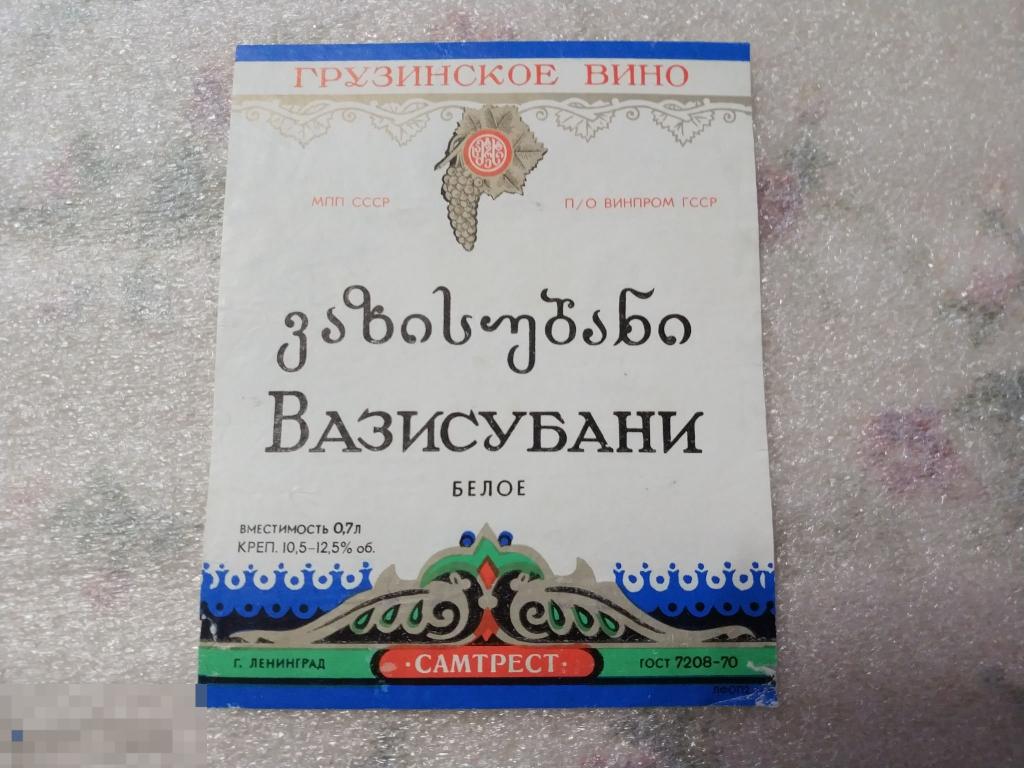 ГРУЗИНСКОЕ ВИНО
МПП СССР
П/О ВИНПРОМ ГССР
ვაზისუბანი
ВАЗИСУБАНИ
БЕЛОЕ
ВМЕСТИМОСТЬ 0,7л
КРЕП. 10,5-12,5% об.
г. ЛЕНИНГРАД
·САМТРЕСТ·
ГОСТ 7208-70